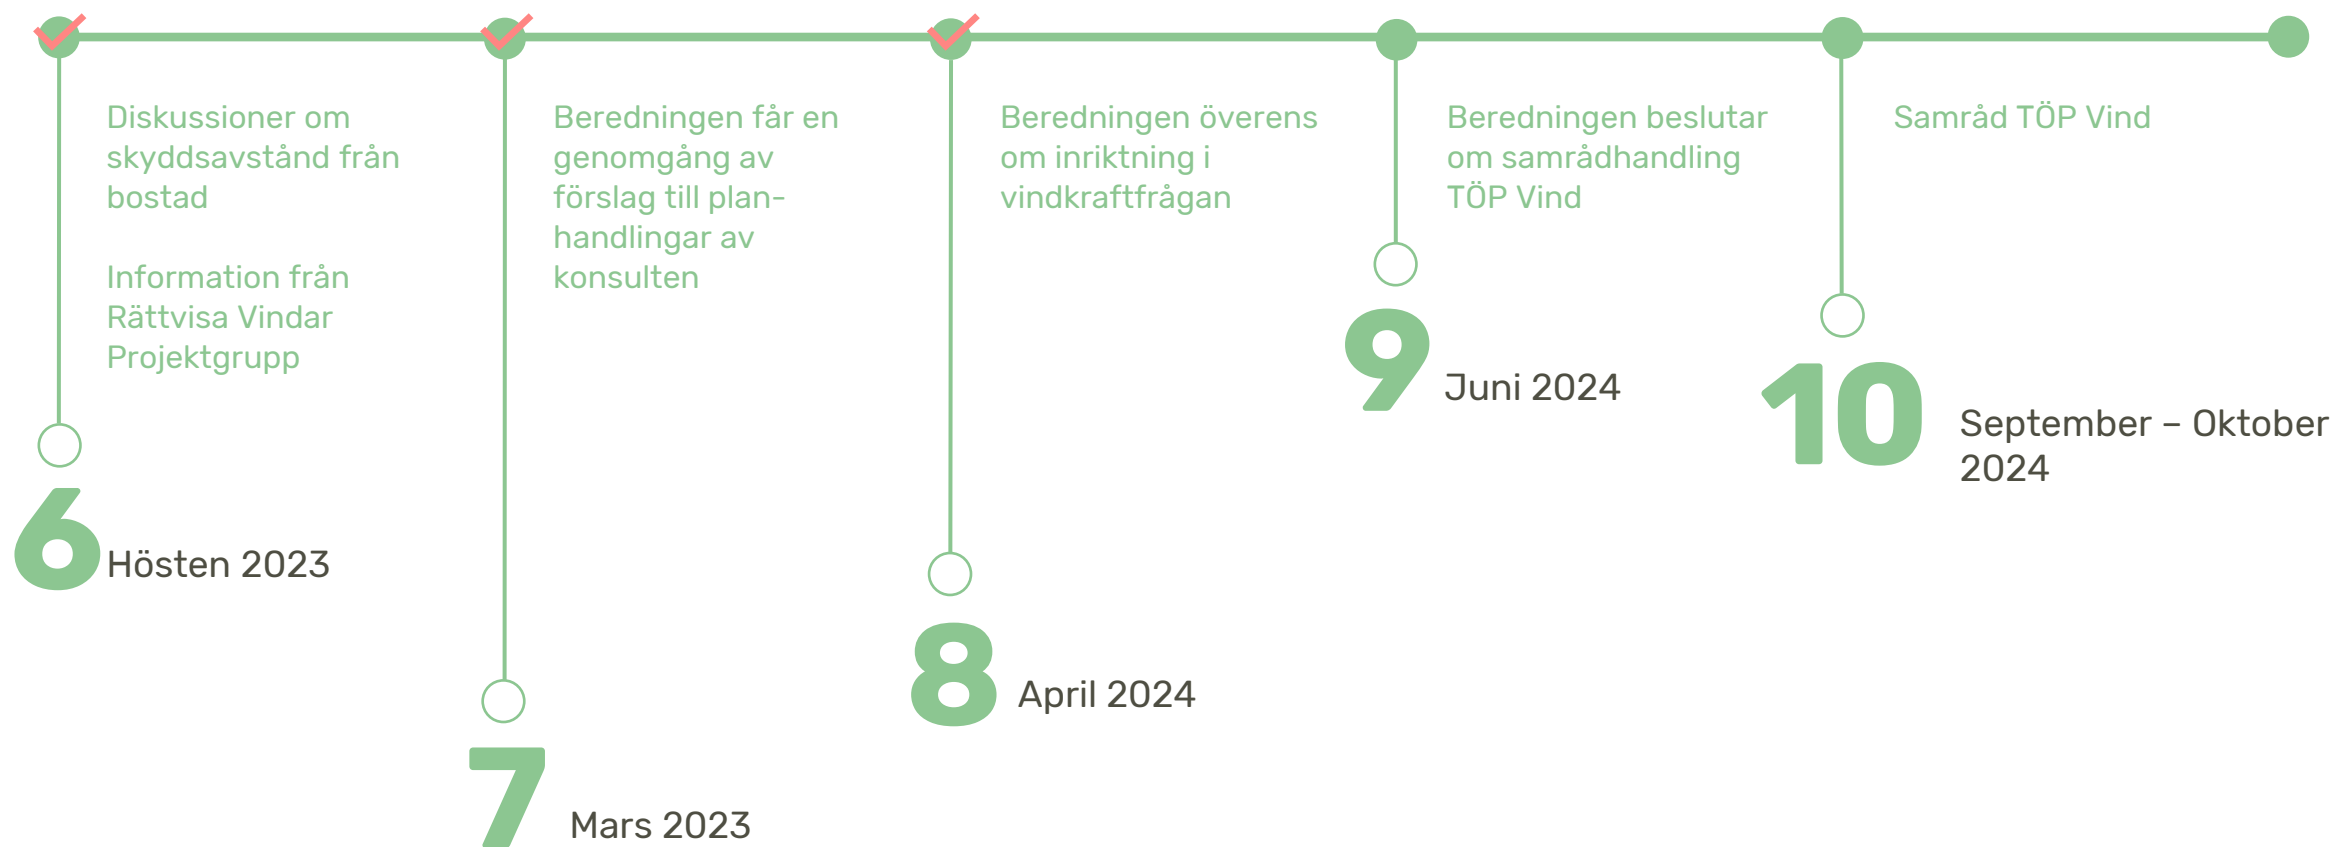 Diskussioner om
skyddsavstånd från
bostad
Information från
Rättvisa Vindar
Projektgrupp
6
Hösten 2023
Beredningen får en
genomgång av
förslag till plan-
handlingar av
konsulten
7
Mars 2023
Beredningen överens
om inriktning i
vindkraftfrågan
8
April 2024
Beredningen beslutar
om samrådhandling
TÖP Vind
9
Juni 2024
Samråd TÖP Vind
10
September – Oktober
2024